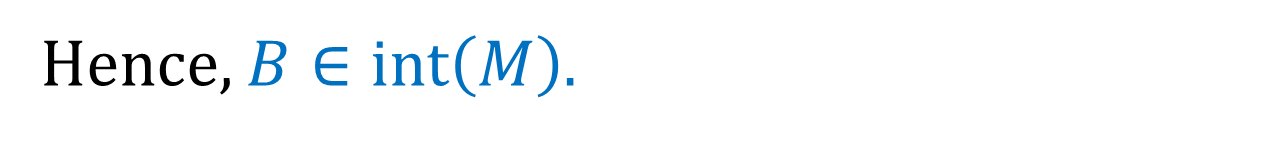 Hence, B ∈ int(M).